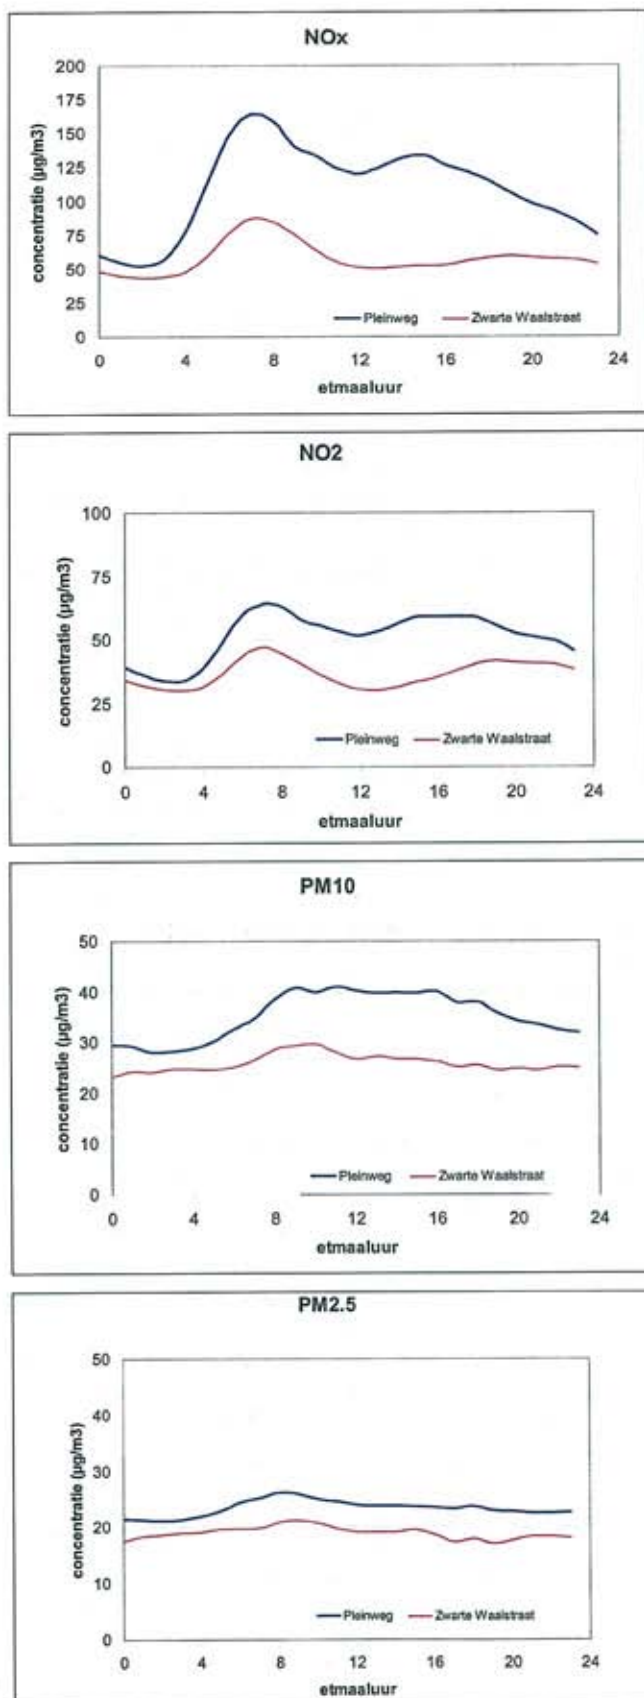 NOx
concentratie (µg/m3)
200
175
150
125
100
75
50
25
0
Pleinweg
Zwarte Waalstraat
0 4 8 12 16 20 24
etmaaluur
NO2
concentratie (µg/m3)
100
75
50
25
0
Pleinweg
Zwarte Waalstraat
0 4 8 12 16 20 24
etmaaluur
PM10
concentratie (µg/m3)
50
40
30
20
10
0
Pleinweg
Zwarte Waalstraat
0 4 8 12 16 20 24
etmaaluur
PM2.5
concentratie (µg/m3)
50
40
30
20
10
0
Pleinweg
Zwarte Waalstraat
0 4 8 12 16 20 24
etmaaluur